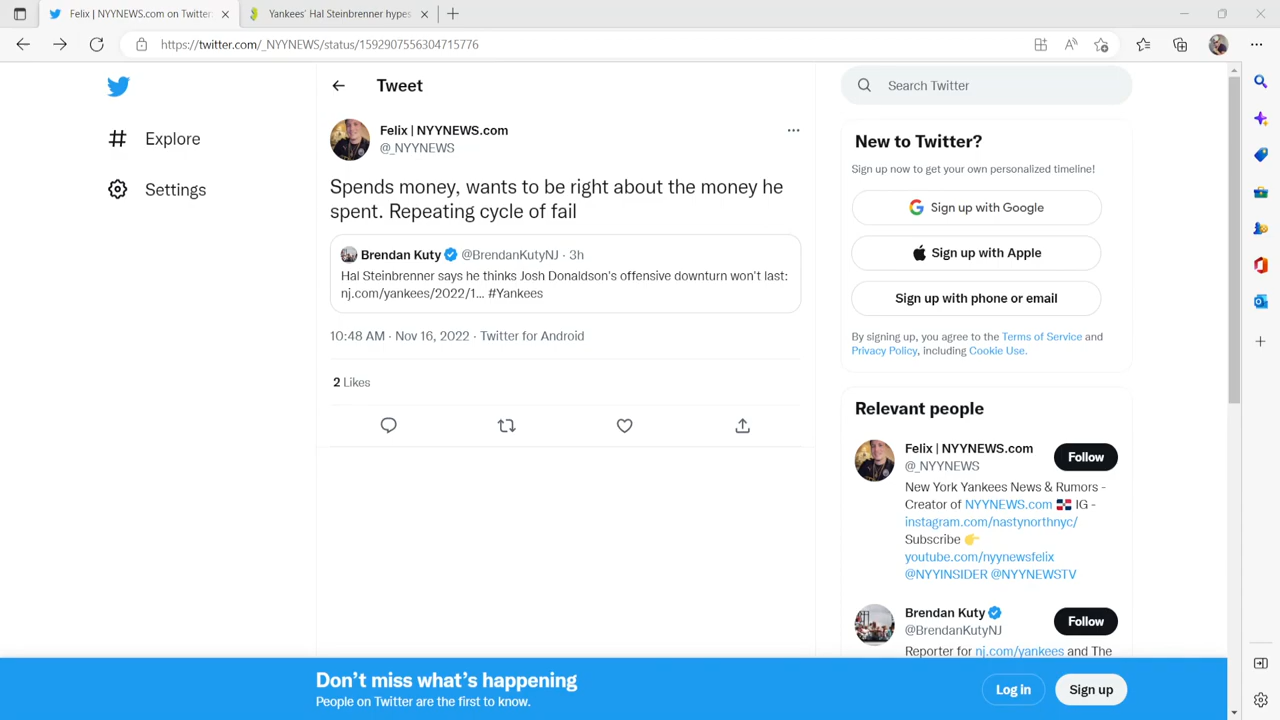 Felix | NYYNEWS.com on Twitter
Yankees' Hal Steinbrenner hypes
https://twitter.com/_NYYNEWS/status/1592907556304715776
Tweet
Search Twitter
Explore
Settings
Felix | NYYNEWS.com
@_NYYNEWS
Spends money, wants to be right about the money he
spent. Repeating cycle of fail
Brendan Kuty @BrendanKutyNJ · 3h
Hal Steinbrenner says he thinks Josh Donaldson's offensive downturn won't last:
nj.com/yankees/2022/1... #Yankees
10:48 AM · Nov 16, 2022 · Twitter for Android
2 Likes
New to Twitter?
Sign up now to get your own personalized timeline!
Sign up with Google
Sign up with Apple
Sign up with phone or email
By signing up, you agree to the Terms of Service and
Privacy Policy, including Cookie Use.
Relevant people
Felix | NYYNEWS.com
@_NYYNEWS
Follow
New York Yankees News & Rumors -
Creator of NYYNEWS.com 🇩🇴 IG -
instagram.com/nastynorthnyc/
Subscribe 👉
youtube.com/nyynewsfelix
@NYYINSIDER @NYYNEWSTV
Brendan Kuty
@BrendanKutyNJ
Follow
Reporter for nj.com/yankees and The
Don't miss what's happening
People on Twitter are the first to know.
Log in
Sign up